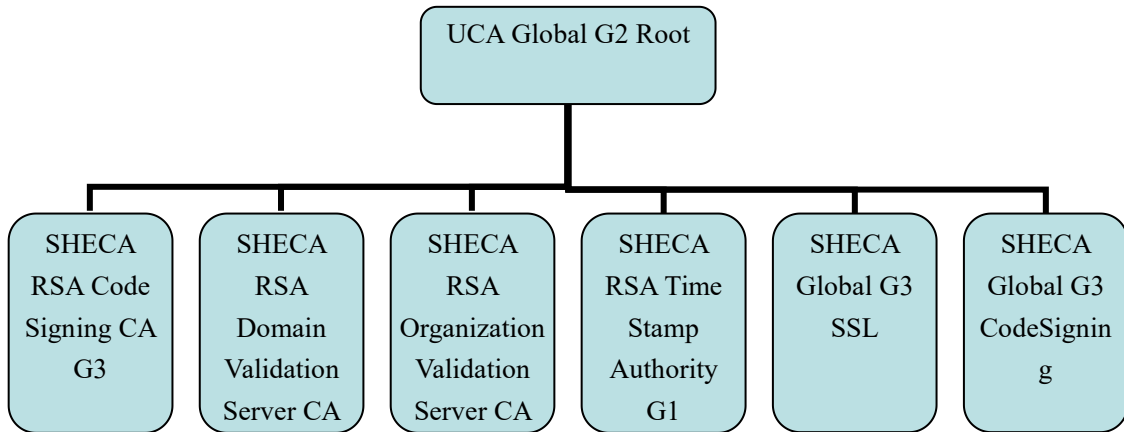 UCA Global G2 Root
SHECA
RSA Code
Signing CA
G3
SHECA
RSA
Domain
Validation
Server CA
SHECA
RSA
Organization
Validation
Server CA
SHECA
RSA Time
Stamp
Authority
G1
SHECA
Global G3
SSL
SHECA
Global G3
CodeSignin
g